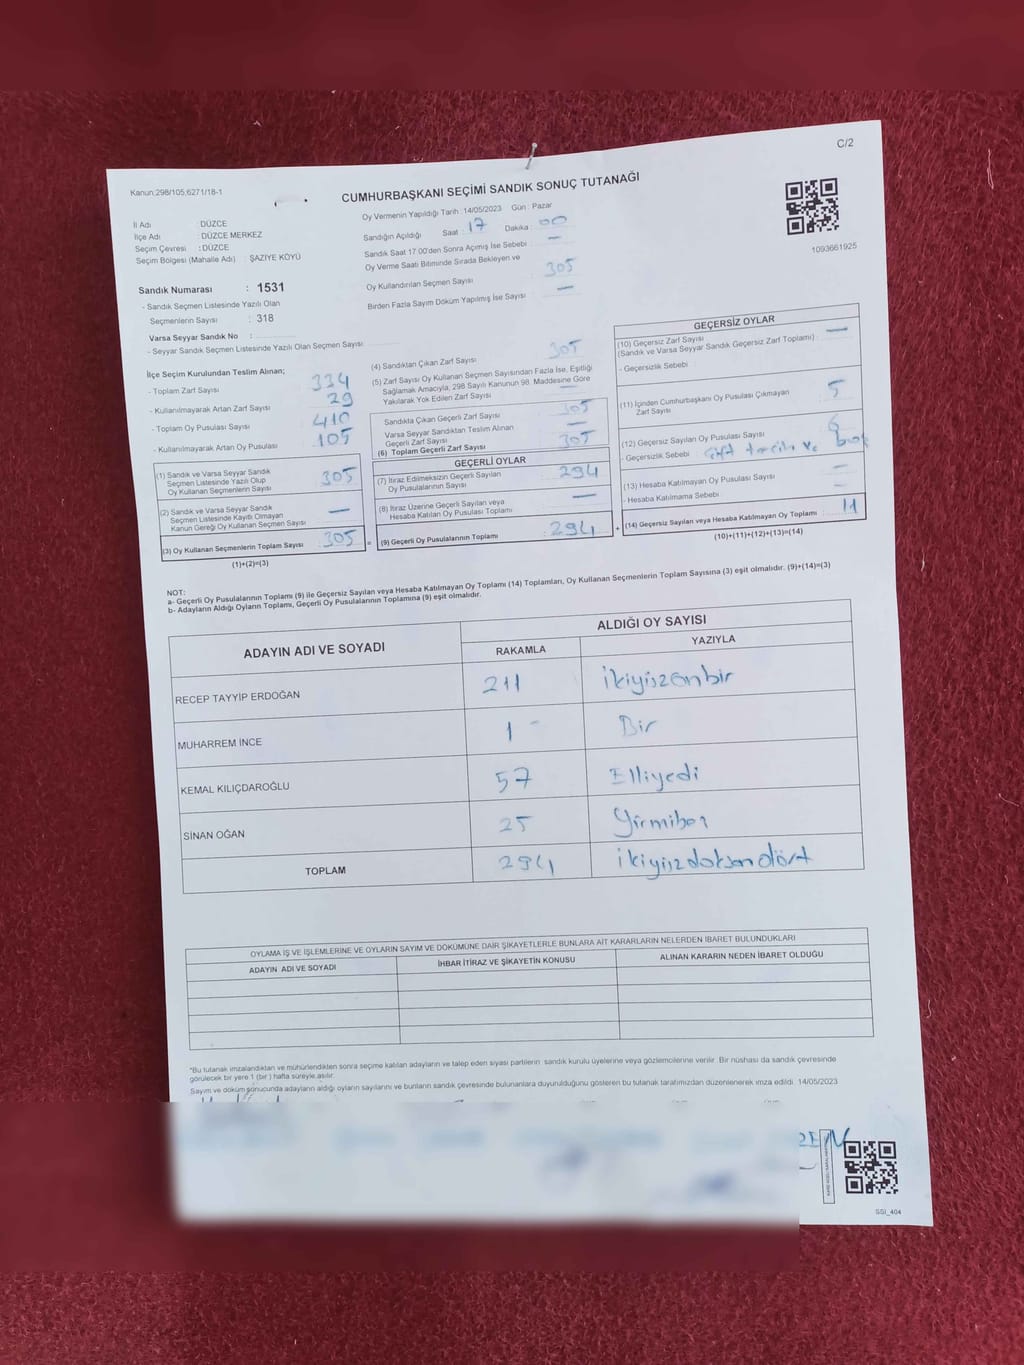 C/2
Kanun;298/105,6271/18-1
CUMHURBAŞKANI SEÇİMİ SANDIK SONUÇ TUTANAĞI
1093661925
İl Adı : DÜZCE
İlçe Adı : DÜZCE MERKEZ
Seçim Çevresi : DÜZCE
Seçim Bölgesi (Mahalle Adı) : ŞAZİYE KÖYÜ
Sandık Numarası : 1531
- Sandık Seçmen Listesinde Yazılı Olan
Seçmenlerin Sayısı : 318
Varsa Seyyar Sandık No :
- Seyyar Sandık Seçmen Listesinde Yazılı Olan Seçmen Sayısı
Oy Vermenin Yapıldığı Tarih : 14/05/2023 Gün : Pazar
Sandığın Açıldığı Saat : 17 Dakika : 00
Sandık Saat 17.00'den Sonra Açımış İse Sebebi —
Oy Verme Saati Bitiminde Sırada Bekleyen ve
Oy Kullandırılan Seçmen Sayısı 305
Birden Fazla Sayım Döküm Yapılmış İse Sayısı —
İlçe Seçim Kurulundan Teslim Alınan;
- Toplam Zarf Sayısı 334
- Kullanılmayarak Artan Zarf Sayısı 29
- Toplam Oy Pusulası Sayısı 410
- Kullanılmayarak Artan Oy Pusulası 105
(1) Sandık ve Varsa Seyyar Sandık
Seçmen Listesinde Yazılı Olup
Oy Kullanan Seçmenlerin Sayısı 305
(2) Sandık ve Varsa Seyyar Sandık
Seçmen Listesinde Kayıtlı Olmayan
Kanun Gereği Oy Kullanan Seçmen Sayısı —
(3) Oy Kullanan Seçmenlerin Toplam Sayısı 305
(1)+(2)=(3)
(4) Sandıktan Çıkan Zarf Sayısı 305
(5) Zarf Sayısı Oy Kullanan Seçmen Sayısından Fazla İse, Eşitliği
Sağlamak Amacıyla, 298 Sayılı Kanunun 98. Maddesine Göre
Yakılarak Yok Edilen Zarf Sayısı —
Sandıkta Çıkan Geçerli Zarf Sayısı 305
Varsa Seyyar Sandıktan Teslim Alınan
Geçerli Zarf Sayısı —
(6) Toplam Geçerli Zarf Sayısı 305
GEÇERLİ OYLAR
(7) İtiraz Edilmeksizin Geçerli Sayılan
Oy Pusulalarının Sayısı 294
(8) İtiraz Üzerine Geçerli Sayılan veya
Hesaba Katılan Oy Pusulası Toplamı —
= (9) Geçerli Oy Pusulalarının Toplamı 294
GEÇERSİZ OYLAR
(10) Geçersiz Zarf Sayısı
(Sandık ve Varsa Seyyar Sandık Geçersiz Zarf Toplamı) : —
- Geçersizlik Sebebi
(11) İçinden Cumhurbaşkanı Oy Pusulası Çıkmayan
Zarf Sayısı 5
(12) Geçersiz Sayılan Oy Pusulası Sayısı 6
- Geçersizlik Sebebi Çift tercih ve boş
(13) Hesaba Katılmayan Oy Pusulası Sayısı —
- Hesaba Katılmama Sebebi —
+ (14) Geçersiz Sayılan veya Hesaba Katılmayan Oy Toplamı 11
(10)+(11)+(12)+(13)=(14)
NOT:
a- Geçerli Oy Pusulalarının Toplamı (9) ile Geçersiz Sayılan veya Hesaba Katılmayan Oy Toplamı (14) Toplamları, Oy Kullanan Seçmenlerin Toplam Sayısına (3) eşit olmalıdır. (9)+(14)=(3)
b- Adayların Aldığı Oyların Toplamı, Geçerli Oy Pusulalarının Toplamına (9) eşit olmalıdır.
ADAYIN ADI VE SOYADI ALDIĞI OY SAYISI
RAKAMLA YAZIYLA
RECEP TAYYİP ERDOĞAN 211 ikiyüzonbir
MUHARREM İNCE 1 Bir
KEMAL KILIÇDAROĞLU 57 Elliyedi
SİNAN OĞAN 25 Yirmibeş
TOPLAM 294 ikiyüzdoksandört
OYLAMA İŞ VE İŞLEMLERİNE VE OYLARIN SAYIM VE DÖKÜMÜNE DAİR ŞİKAYETLERLE BUNLARA AİT KARARLARIN NELERDEN İBARET BULUNDUKLARI
ADAYIN ADI VE SOYADI İHBAR İTİRAZ VE ŞİKAYETİN KONUSU ALINAN KARARIN NEDEN İBARET OLDUĞU
*Bu tutanak imzalandıktan ve mühürlendikten sonra seçime katılan adayların ve talep eden siyasi partilerin sandık kurulu üyelerine veya gözlemcilerine verilir. Bir nüshası da sandık çevresinde
görülecek bir yere 1 (bir) hafta süreyle asılır.
Sayım ve döküm sonucunda adayların aldığı oyların sayılarını ve bunların sandık çevresinde bulunanlara duyurulduğunu gösteren bu tutanak tarafımızdan düzenlenerek imza edildi. 14/05/2023
SSİ_404